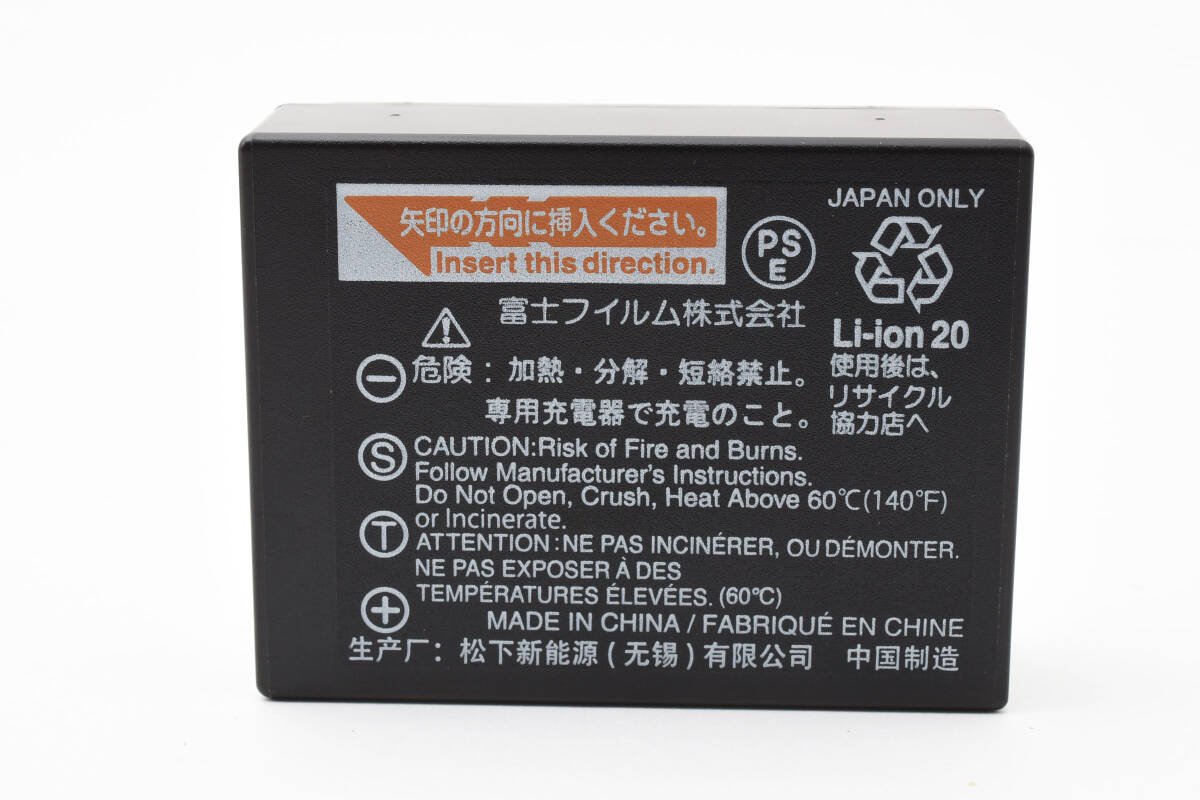 矢印の方向に挿入ください。
Insert this direction.
PS
E
JAPAN ONLY
富士フイルム株式会社
Li-ion 20
使用後は、
リサイクル
協力店へ
危険：加熱・分解・短絡禁止。
専用充電器で充電のこと。
S
T
CAUTION:Risk of Fire and Burns.
Follow Manufacturer's Instructions.
Do Not Open, Crush, Heat Above 60℃(140℉)
or Incinerate.
ATTENTION:NE PAS INCINÉRER, OU DÉMONTER.
NE PAS EXPOSER À DES
TEMPÉRATURES ÉLEVÉES. (60℃)
MADE IN CHINA / FABRIQUÉ EN CHINE
生产厂：松下新能源(无锡)有限公司 中国制造